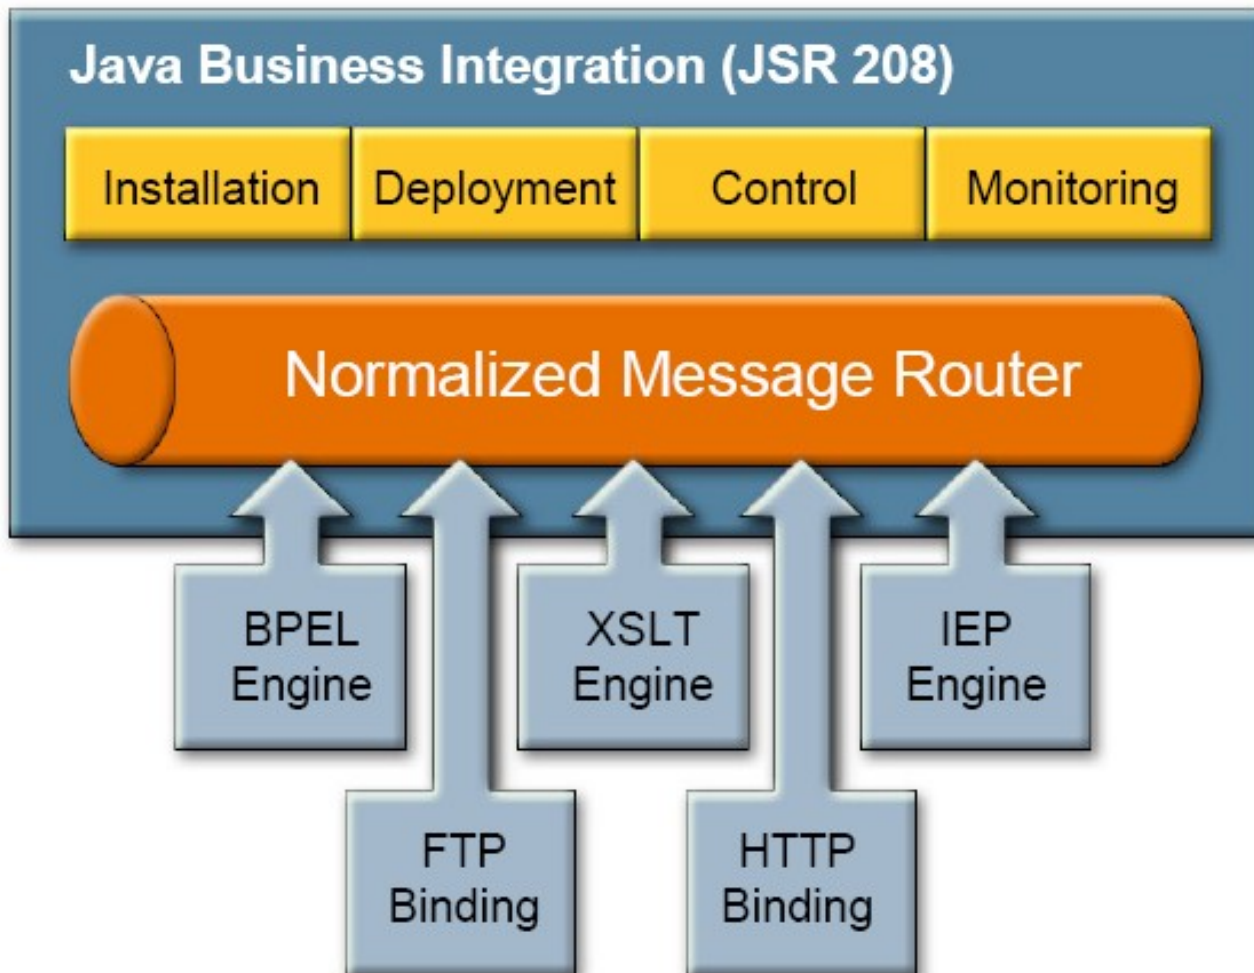 Java Business Integration (JSR 208)
Installation
Deployment
Control
Monitoring
Normalized Message Router
BPEL
Engine
XSLT
Engine
IEP
Engine
FTP
Binding
HTTP
Binding